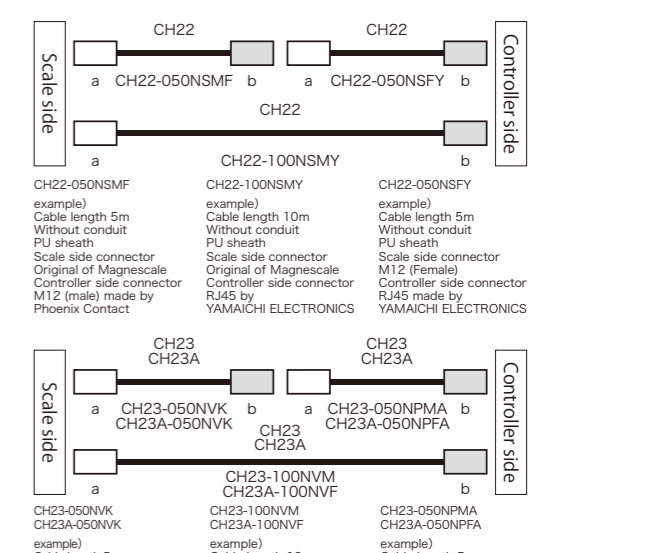 CH22
CH22
Scale side
Controller side
a
CH22-050NSMF
b
a
CH22-050NSFY
b
CH22
a
CH22-100NSMY
b
CH22-050NSMF
example)
Cable length 5m
Without conduit
PU sheath
Scale side connector
Original of Magnescale
Controller side connector
M12 (male) made by
Phoenix Contact
CH22-100NSMY
example)
Cable length 10m
Without conduit
PU sheath
Scale side connector
Original of Magnescale
Controller side connector
RJ45 by
YAMAICHI ELECTRONICS
CH22-050NSFY
example)
Cable length 5m
Without conduit
PU sheath
Scale side connector
M12 (Female)
Controller side connector
RJ45 made by
YAMAICHI ELECTRONICS
CH23
CH23A
CH23
CH23A
Scale side
Controller side
a
CH23-050NVK
CH23A-050NVK
b
a
CH23-050NPMA
CH23A-050NPFA
b
CH23
CH23A
a
CH23-100NVM
CH23A-100NVF
b
CH23-050NVK
CH23A-050NVK
example)
CH23-100NVM
CH23A-100NVF
example)
CH23-050NPMA
CH23A-050NPFA
example)